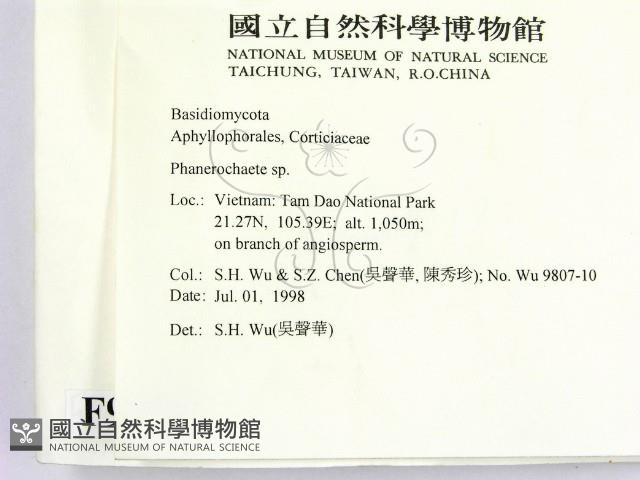 國立自然科學博物館
NATIONAL MUSEUM OF NATURAL SCIENCE
TAICHUNG, TAIWAN, R.O.CHINA
Basidiomycota
Aphyllophorales, Corticiaceae
Phanerochaete sp.
Loc.: Vietnam: Tam Dao National Park
21.27N, 105.39E; alt. 1,050m;
on branch of angiosperm.
Col.: S.H. Wu & S.Z. Chen(吳聲華, 陳秀珍); No. Wu 9807-10
Date: Jul. 01, 1998
Det.: S.H. Wu(吳聲華)
國立自然科學博物館
NATIONAL MUSEUM OF NATURAL SCIENCE